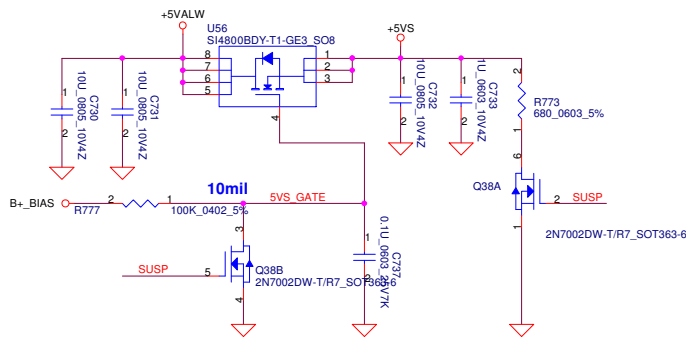 +5VALW
U56
SI4800BDY-T1-GE3_SO8
+5VS
8
7
6
5
1
2
3
4
1
2
C730
10U_0805_10V4Z
1
2
C731
10U_0805_10V4Z
1
2
C732
10U_0805_10V4Z
1
2
C733
1U_0603_10V4Z
2
R773
680_0603_5%
1
6
Q38A
2
SUSP
1
2N7002DW-T/R7_SOT363-6
B+_BIAS
R777
2
1
100K_0402_5%
10mil
5VS_GATE
3
SUSP
5
Q38B
2N7002DW-T/R7_SOT363-6
4
1
2
C737
0.1U_0603_25V7K